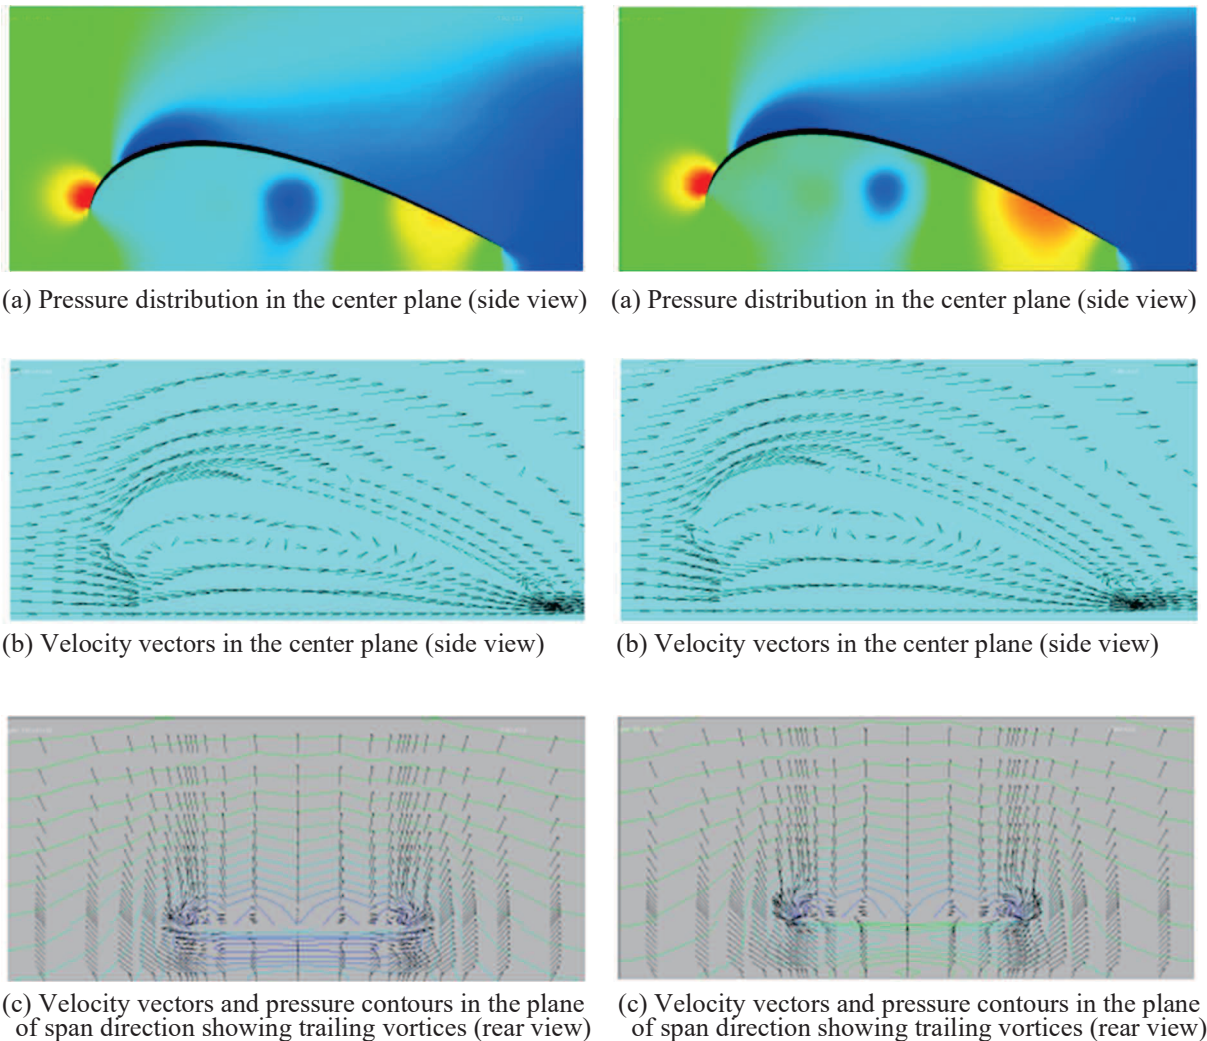 (a) Pressure distribution in the center plane (side view)
(a) Pressure distribution in the center plane (side view)
(b) Velocity vectors in the center plane (side view)
(b) Velocity vectors in the center plane (side view)
(c) Velocity vectors and pressure contours in the plane
of span direction showing trailing vortices (rear view)
(c) Velocity vectors and pressure contours in the plane
of span direction showing trailing vortices (rear view)